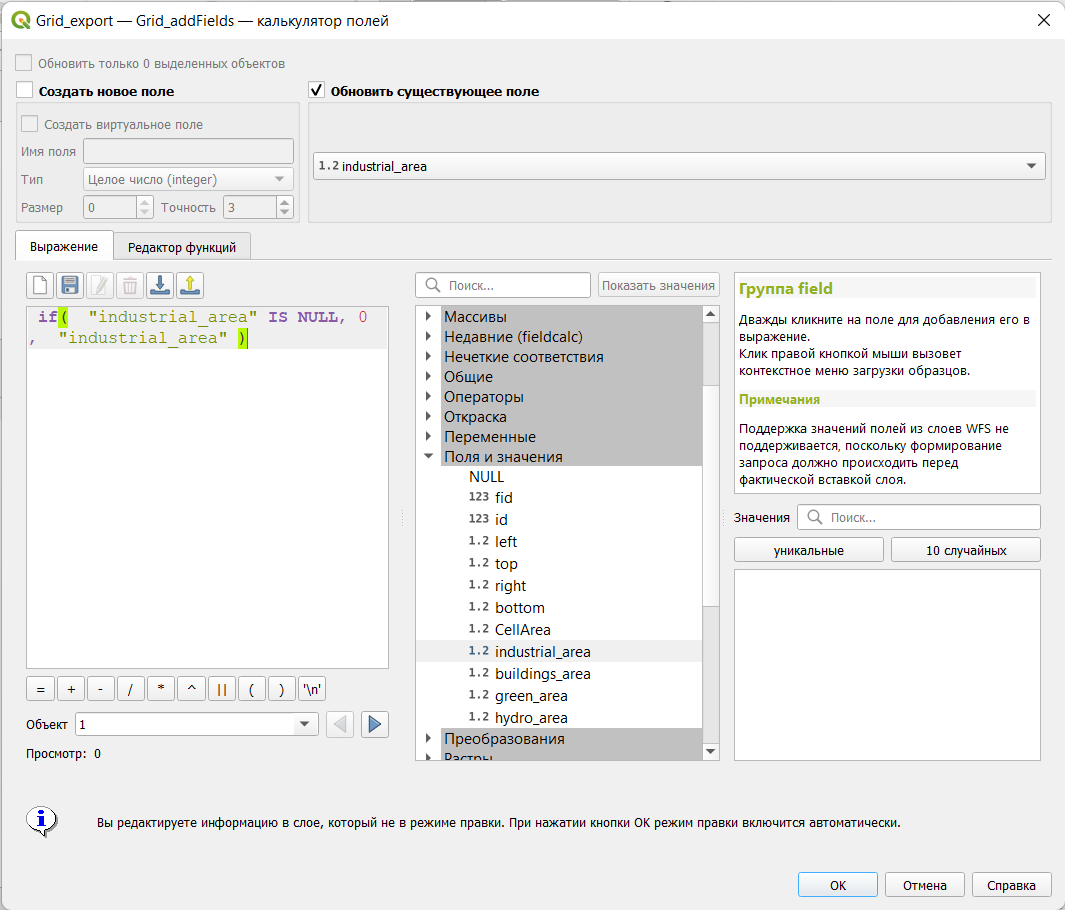 Grid_export — Grid_addFields — калькулятор полей
Обновить только 0 выделенных объектов
Создать новое поле
Обновить существующее поле
Создать виртуальное поле
Имя поля
1.2 industrial_area
Тип
Целое число (integer)
Размер
0
Точность
3
Выражение
Редактор функций
Поиск...
Показать значения
if( "industrial_area" IS NULL, 0
, "industrial_area" )
Массивы
Недавние (fieldcalc)
Нечеткие соответствия
Общие
Операторы
Откраска
Переменные
Поля и значения
NULL
123 fid
123 id
1.2 left
1.2 top
1.2 right
1.2 bottom
1.2 CellArea
1.2 industrial_area
1.2 buildings_area
1.2 green_area
1.2 hydro_area
Преобразования
Растры
Группа field
Дважды кликните на поле для добавления его в
выражение.
Клик правой кнопкой мыши вызовет
контекстное меню загрузки образцов.
Примечания
Поддержка значений полей из слоев WFS не
поддерживается, поскольку формирование
запроса должно происходить перед
фактической вставкой слоя.
Значения
Поиск...
уникальные
10 случайных
= + - / * ^ || ( ) '\n'
Объект
1
Просмотр: 0
Вы редактируете информацию в слое, который не в режиме правки. При нажатии кнопки ОК режим правки включится автоматически.
ОК
Отмена
Справка